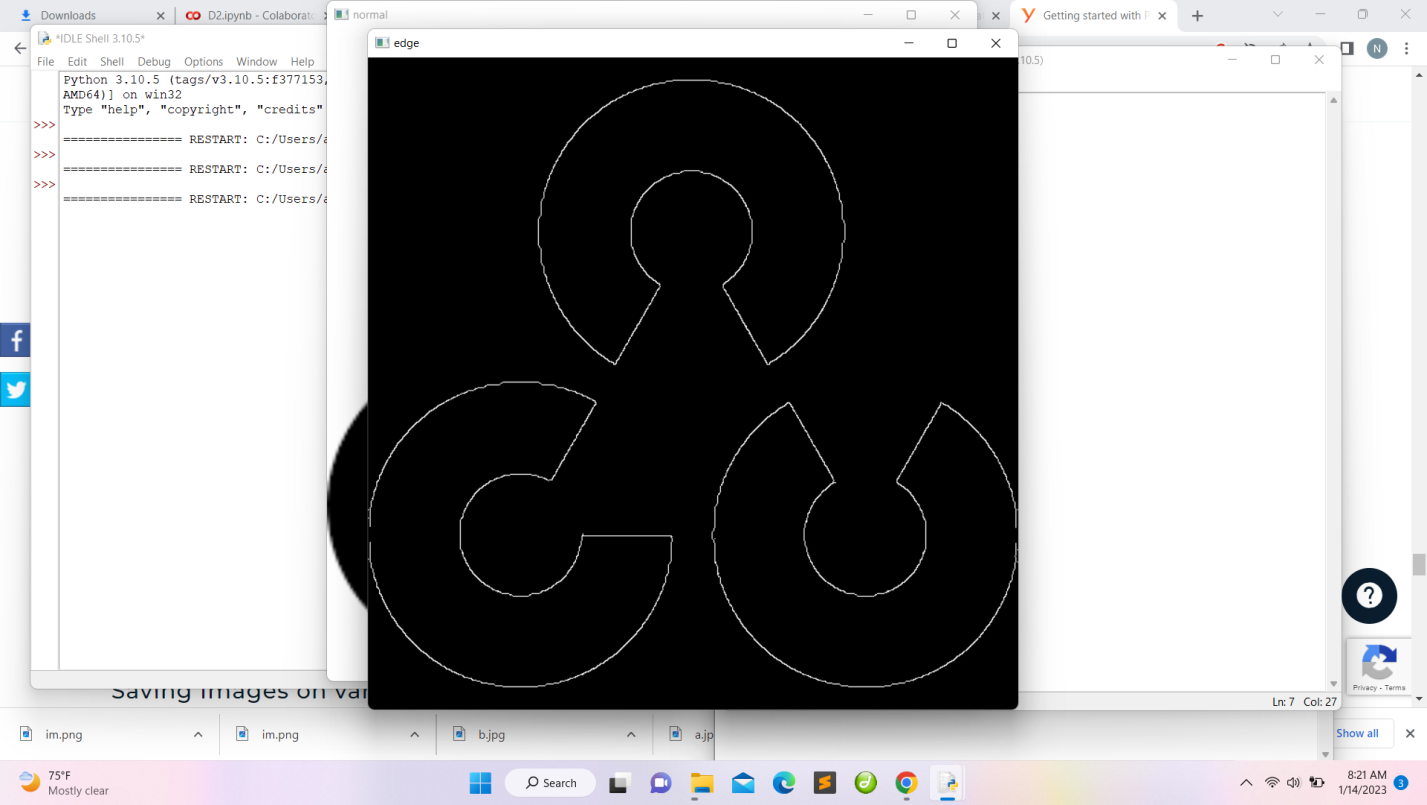 Downloads
D2.ipynb - Colaborato
Getting started with
N
normal
*IDLE Shell 3.10.5*
File Edit Shell Debug Options Window Help
Python 3.10.5 (tags/v3.10.5:f377153,
AMD64)] on win32
Type "help", "copyright", "credits"
>>>
================ RESTART: C:/Users/a
>>>
================ RESTART: C:/Users/a
>>>
================ RESTART: C:/Users/a
edge
10.5)
Privacy - Terms
Ln: 7 Col: 27
Saving Images on var
im.png
im.png
b.jpg
a.jp
Show all
75°F
Mostly clear
Search
8:21 AM
1/14/2023
3